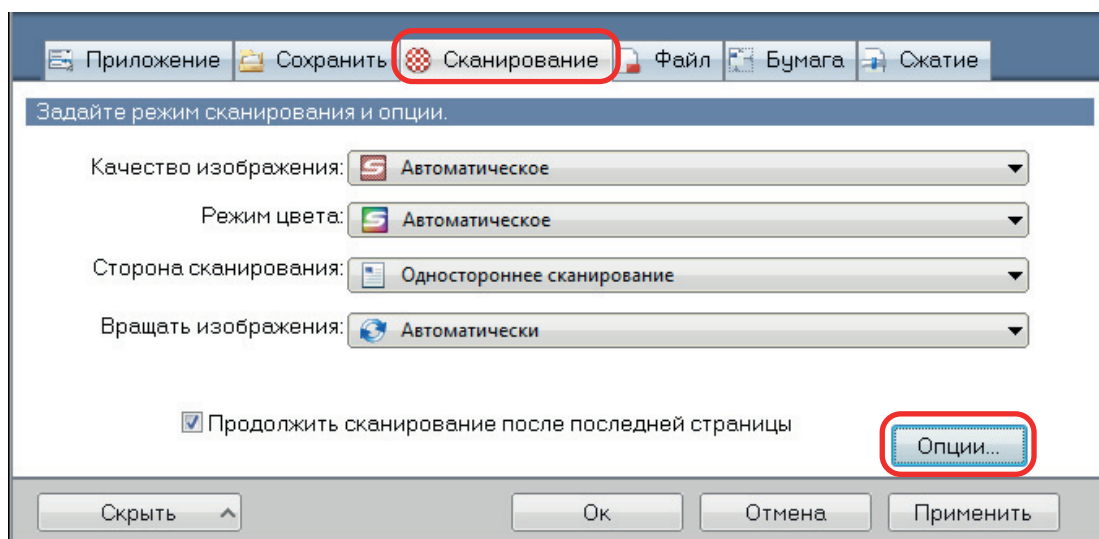 Приложение Сохранить Сканирование Файл Бумага Сжатие
Задайте режим сканирования и опции.
Качество изображения: Автоматическое
Режим цвета: Автоматическое
Сторона сканирования: Одностороннее сканирование
Вращать изображения: Автоматически
Продолжить сканирование после последней страницы
Опции...
Скрыть Ок Отмена Применить